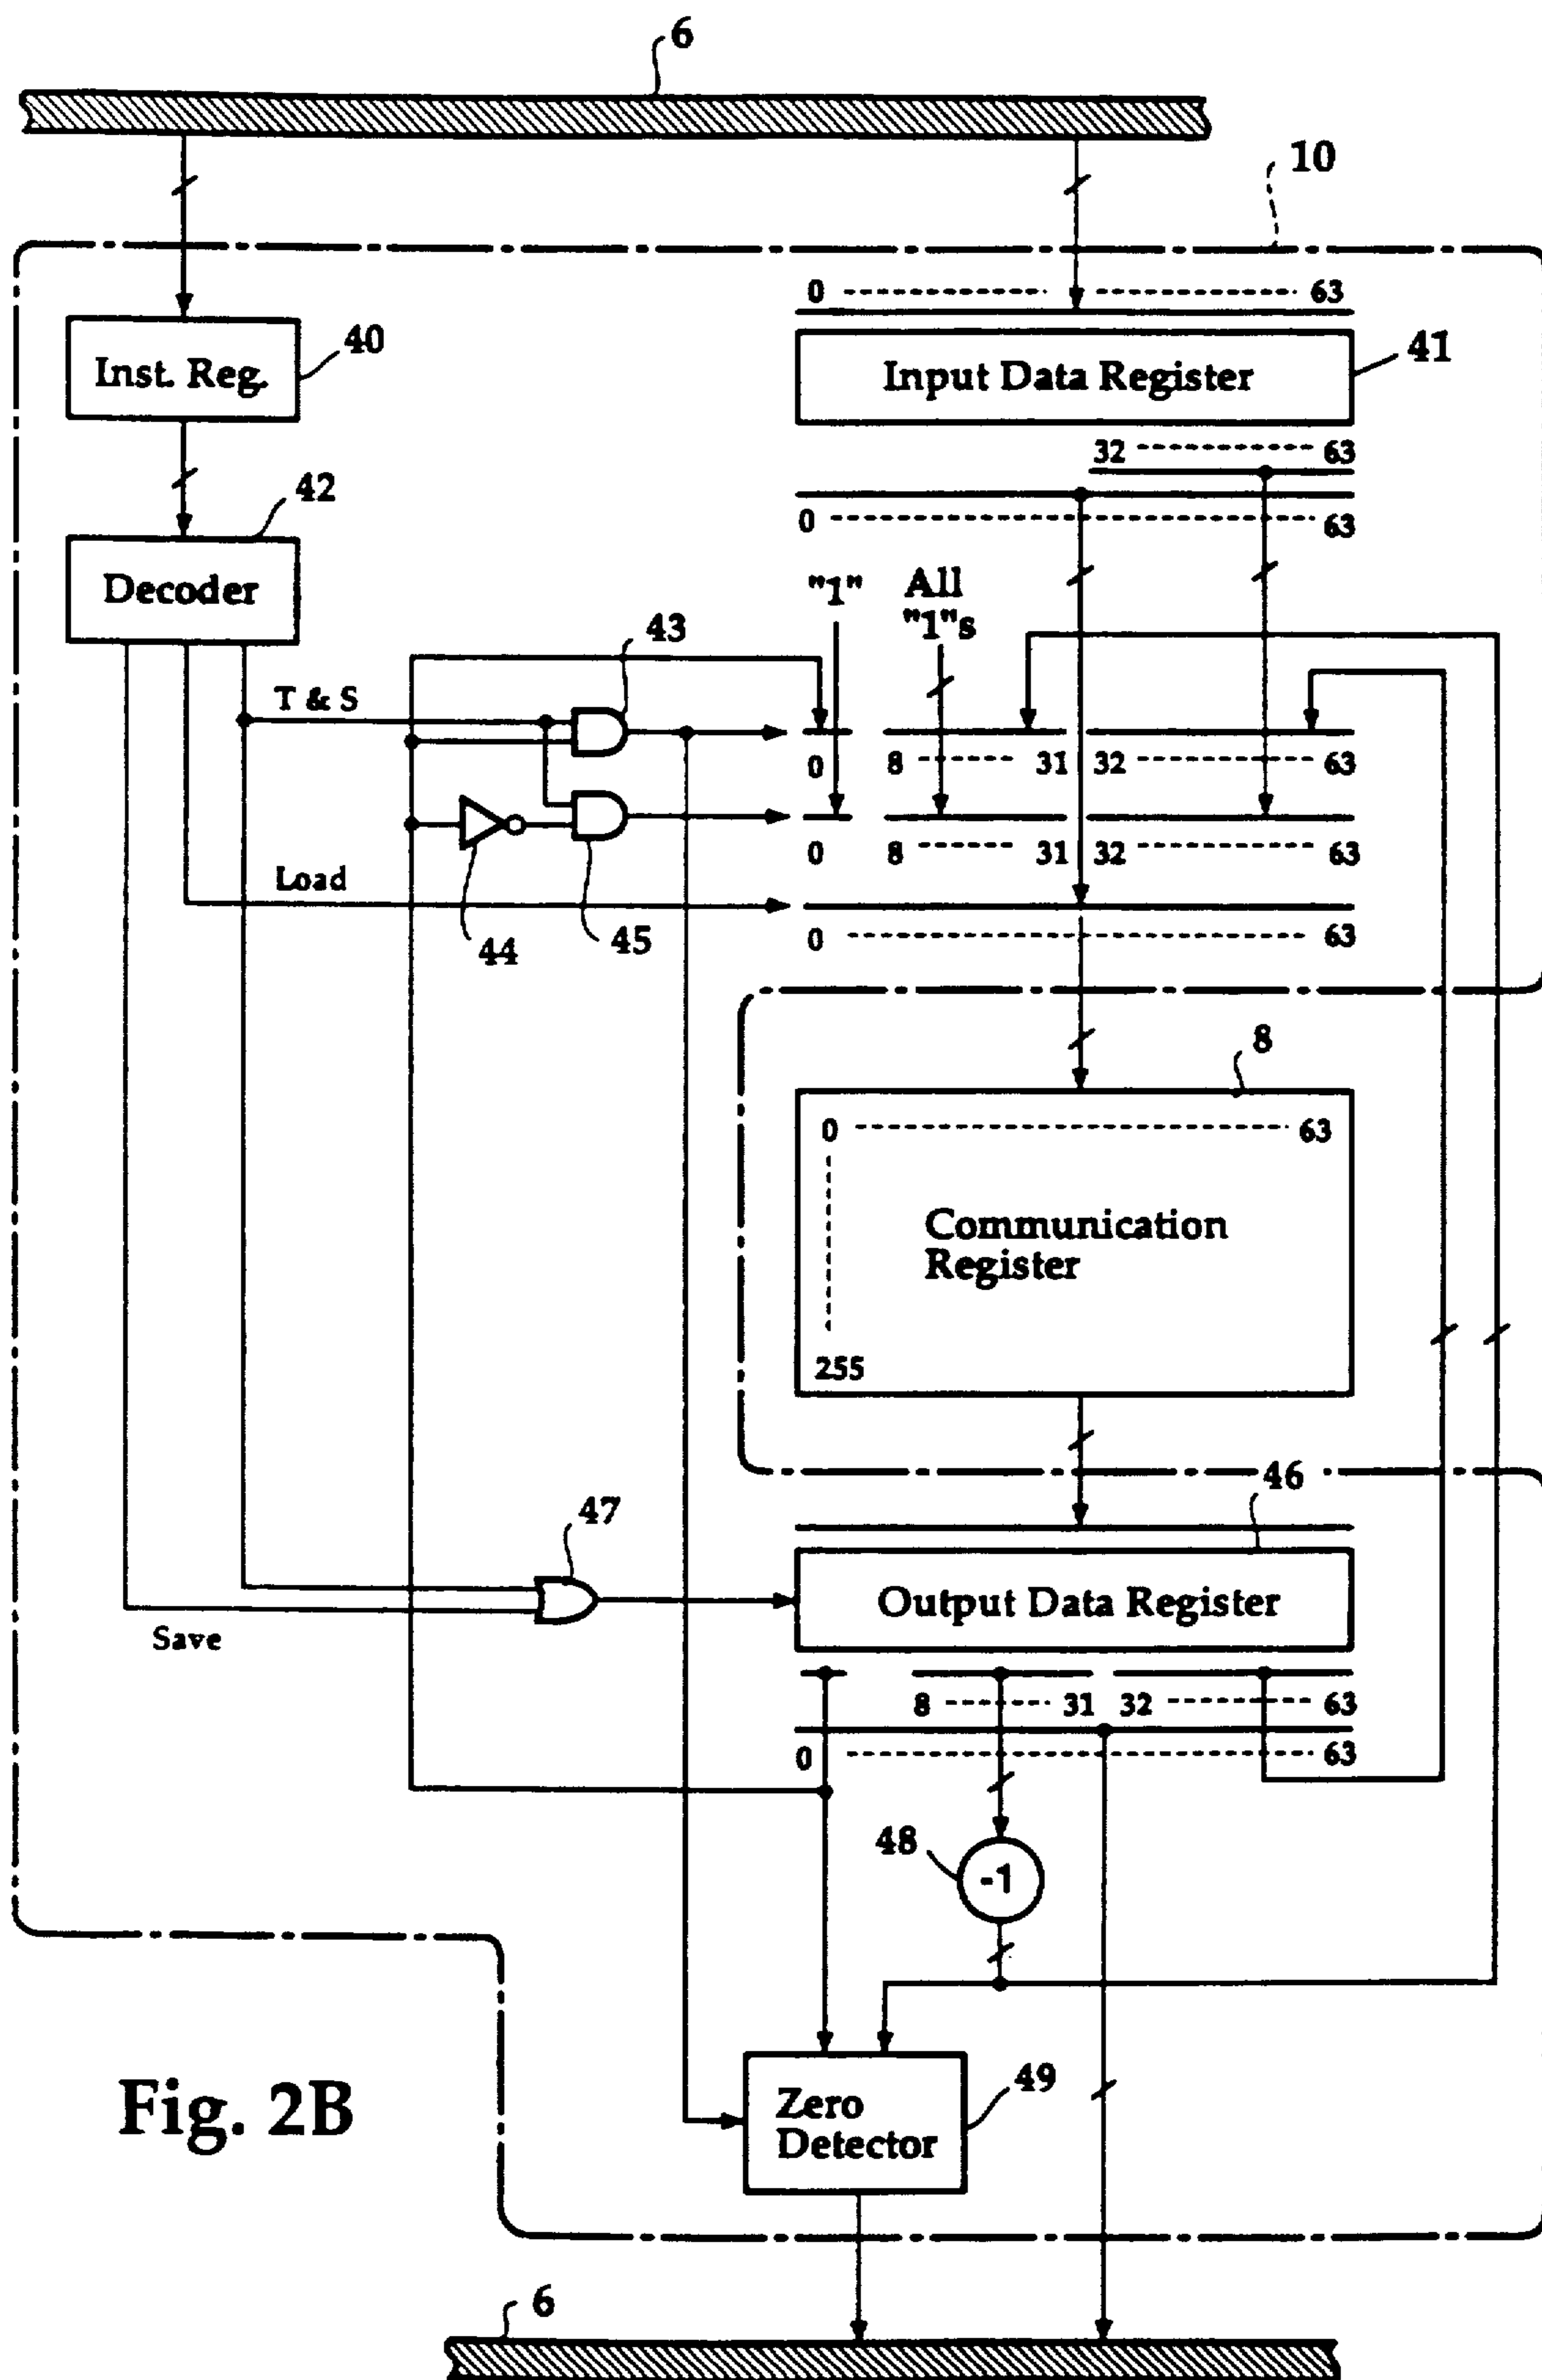 6
10
0 63
Inst. Reg.
40
Input Data Register
41
32 63
0 63
42
Decoder
"1"
All
"1"s
43
T & S
0 8 31 32 63
0 8 31 32 63
Load
44
45
0 63
8
0 63
Communication
Register
255
46
47
Output Data Register
Save
8 31 32 63
0 63
48
-1
Zero
Detector
49
Fig. 2B
6